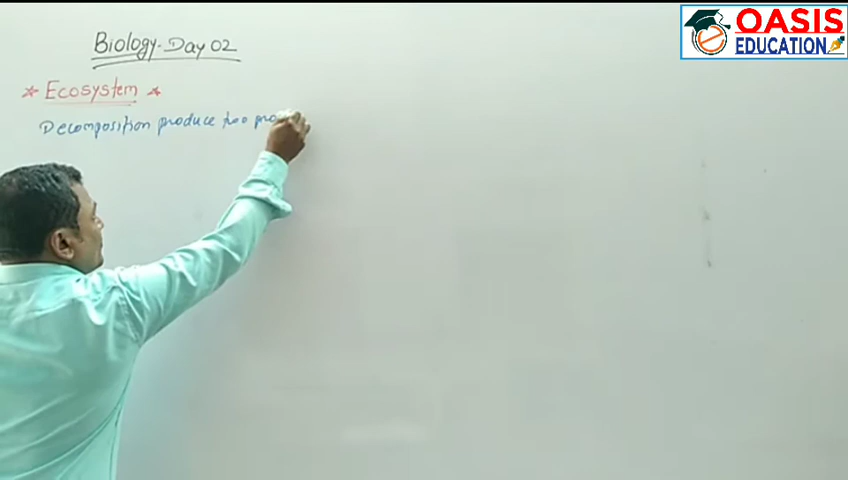 Biology-Day 02
Ecosystem
Decomposition produce two
OASIS
EDUCATION